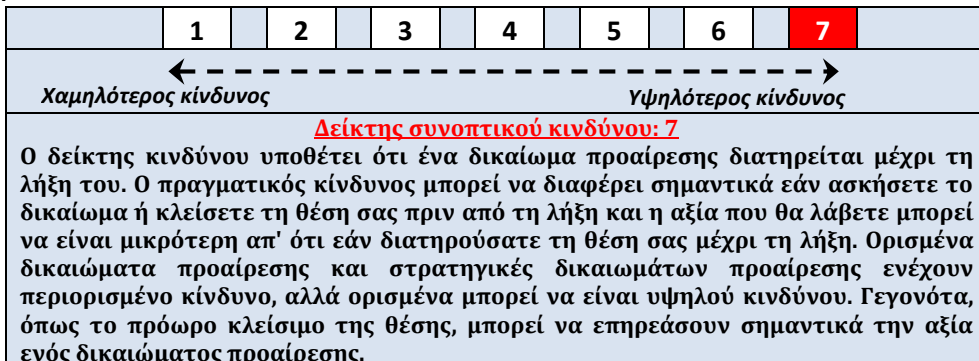 1 2 3 4 5 6 7
Χαμηλότερος κίνδυνος Υψηλότερος κίνδυνος
Δείκτης συνοπτικού κινδύνου: 7
Ο δείκτης κινδύνου υποθέτει ότι ένα δικαίωμα προαίρεσης διατηρείται μέχρι τη
λήξη του. Ο πραγματικός κίνδυνος μπορεί να διαφέρει σημαντικά εάν ασκήσετε το
δικαίωμα ή κλείσετε τη θέση σας πριν από τη λήξη και η αξία που θα λάβετε μπορεί
να είναι μικρότερη απ' ότι εάν διατηρούσατε τη θέση σας μέχρι τη λήξη. Ορισμένα
δικαιώματα προαίρεσης και στρατηγικές δικαιωμάτων προαίρεσης ενέχουν
περιορισμένο κίνδυνο, αλλά ορισμένα μπορεί να είναι υψηλού κινδύνου. Γεγονότα,
όπως το πρόωρο κλείσιμο της θέσης, μπορεί να επηρεάσουν σημαντικά την αξία
ενός δικαιώματος προαίρεσης.